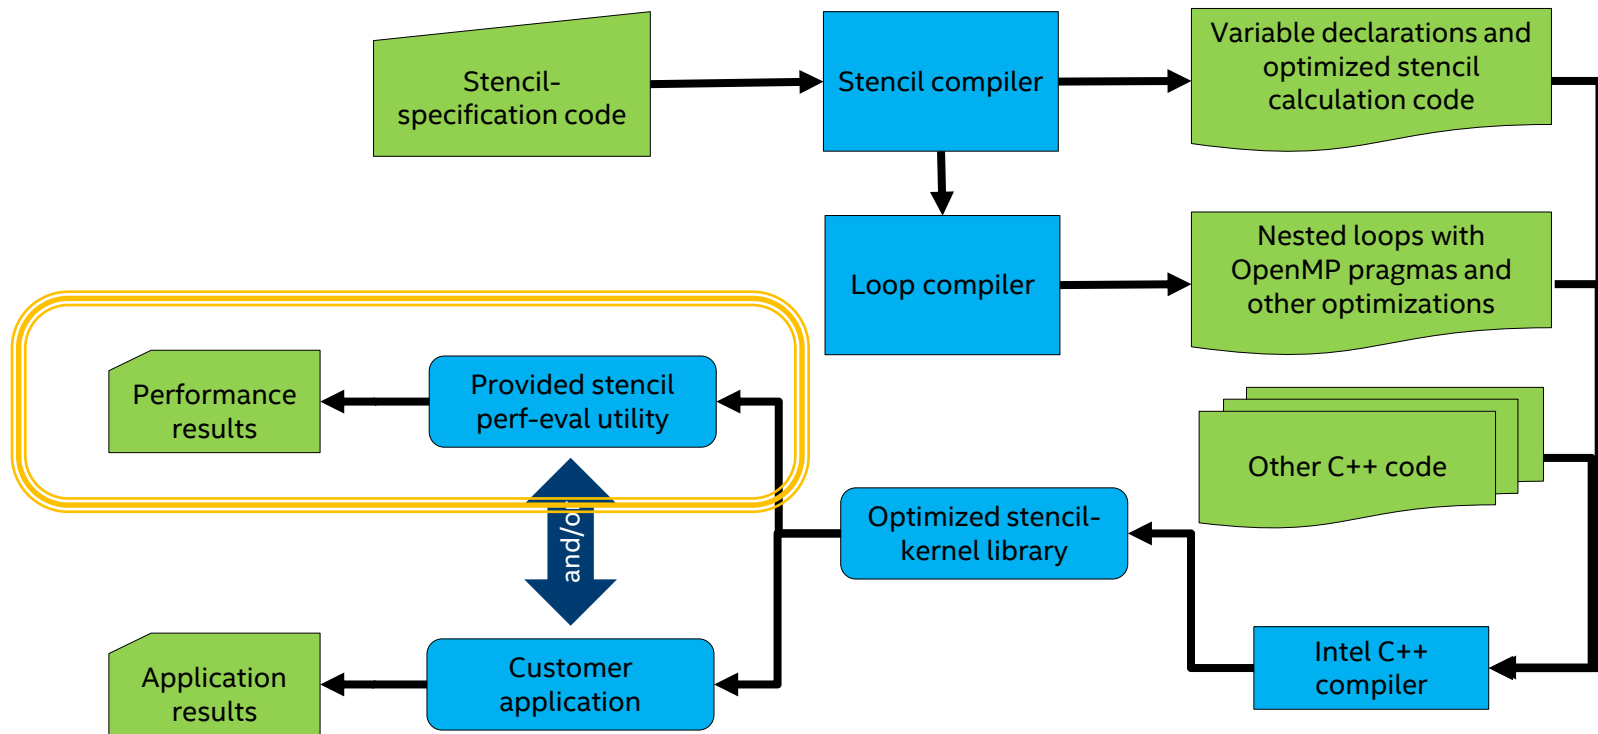 Stencil-
specification code
Stencil compiler
Variable declarations and
optimized stencil
calculation code
Loop compiler
Nested loops with
OpenMP pragmas and
other optimizations
Performance
results
Provided stencil
perf-eval utility
Other C++ code
and/or
Optimized stencil-
kernel library
Application
results
Customer
application
Intel C++
compiler